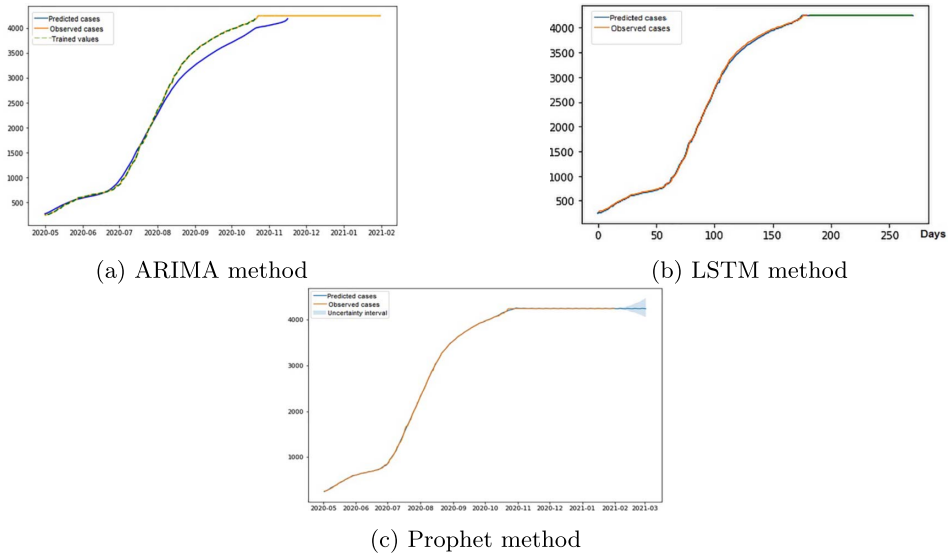 Predicted cases
Observed cases
Trained values
4000
3500
3000
2500
2000
1500
1000
500
2020-05 2020-06 2020-07 2020-08 2020-09 2020-10 2020-11 2020-12 2021-01 2021-02
(a) ARIMA method
Predicted cases
Observed cases
4000
3500
3000
2500
2000
1500
1000
500
0 50 100 150 200 250 Days
(b) LSTM method
Predicted cases
Observed cases
Uncertainty interval
4000
3000
2000
1000
2020-05 2020-06 2020-07 2020-08 2020-09 2020-10 2020-11 2020-12 2021-01 2021-02 2021-03
(c) Prophet method